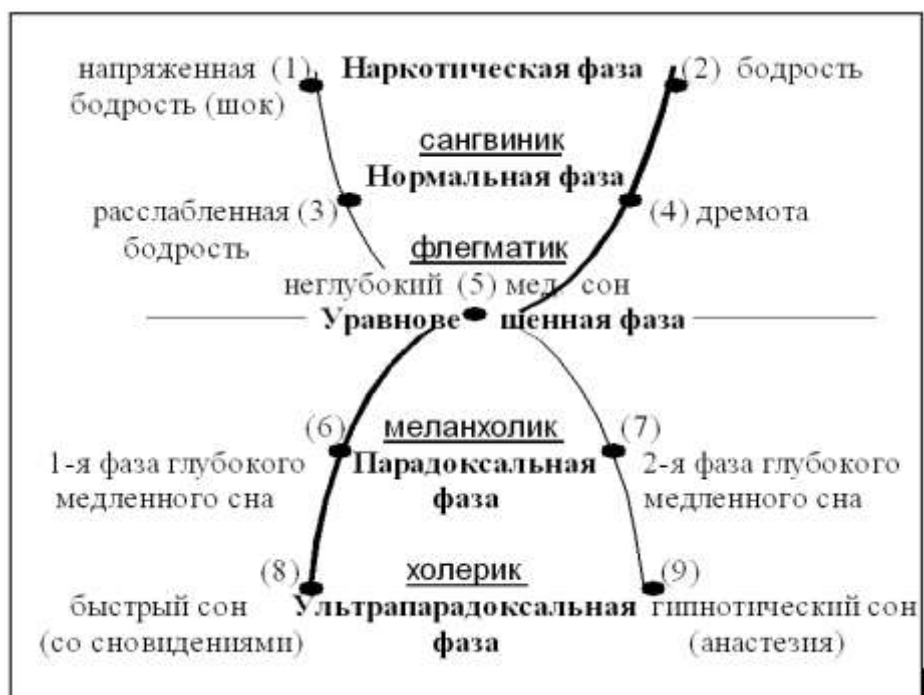 напряженная (1) Наркотическая фаза (2) бодрость
бодрость (шок)
сангвиник
Нормальная фаза
расслабленная (3) (4) дремота
бодрость
флегматик
неглубокий (5) мед. сон
Уравнове шенная фаза
(6) меланхолик (7)
1-я фаза глубокого Парадоксальная 2-я фаза глубокого
медленного сна фаза медленного сна
(8) холерик (9)
быстрый сон Ультрапарадоксальная гипнотический сон
(со сновидениями) фаза (анастезия)